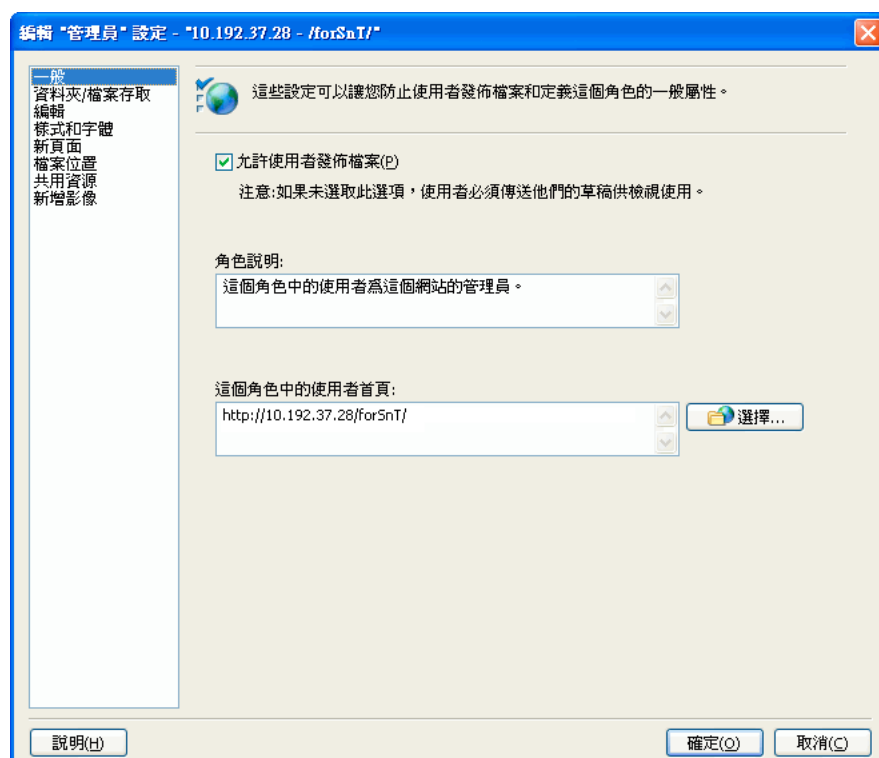 編輯 "管理員" 設定 - "10.192.37.28 - /forSnT/"
一般
資料夾/檔案存取
編輯
樣式和字體
新頁面
檔案位置
共用資源
新增影像
這些設定可以讓您防止使用者發佈檔案和定義這個角色的一般屬性。
允許使用者發佈檔案(P)
注意:如果未選取此選項，使用者必須傳送他們的草稿供檢視使用。
角色說明:
這個角色中的使用者為這個網站的管理員。
這個角色中的使用者首頁:
http://10.192.37.28/forSnT/
選擇...
說明(H)
確定(O)
取消(C)